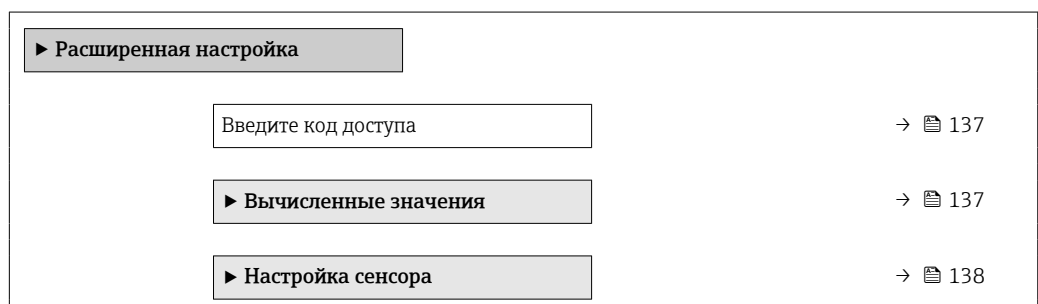 ▶ Расширенная настройка
Введите код доступа → 137
▶ Вычисленные значения → 137
▶ Настройка сенсора → 138